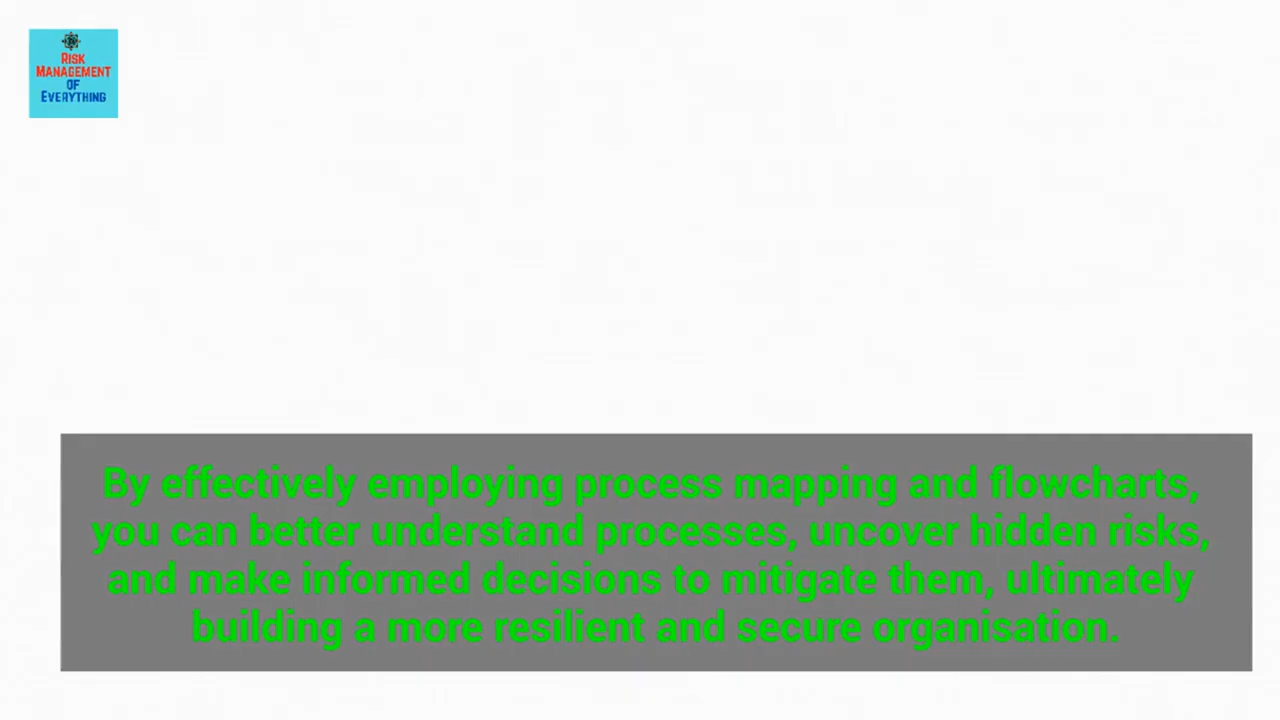 RISK
MANAGEMENT
OF
EVERYTHING
By effectively employing process mapping and flowcharts,
you can better understand processes, uncover hidden risks,
and make informed decisions to mitigate them, ultimately
building a more resilient and secure organisation.